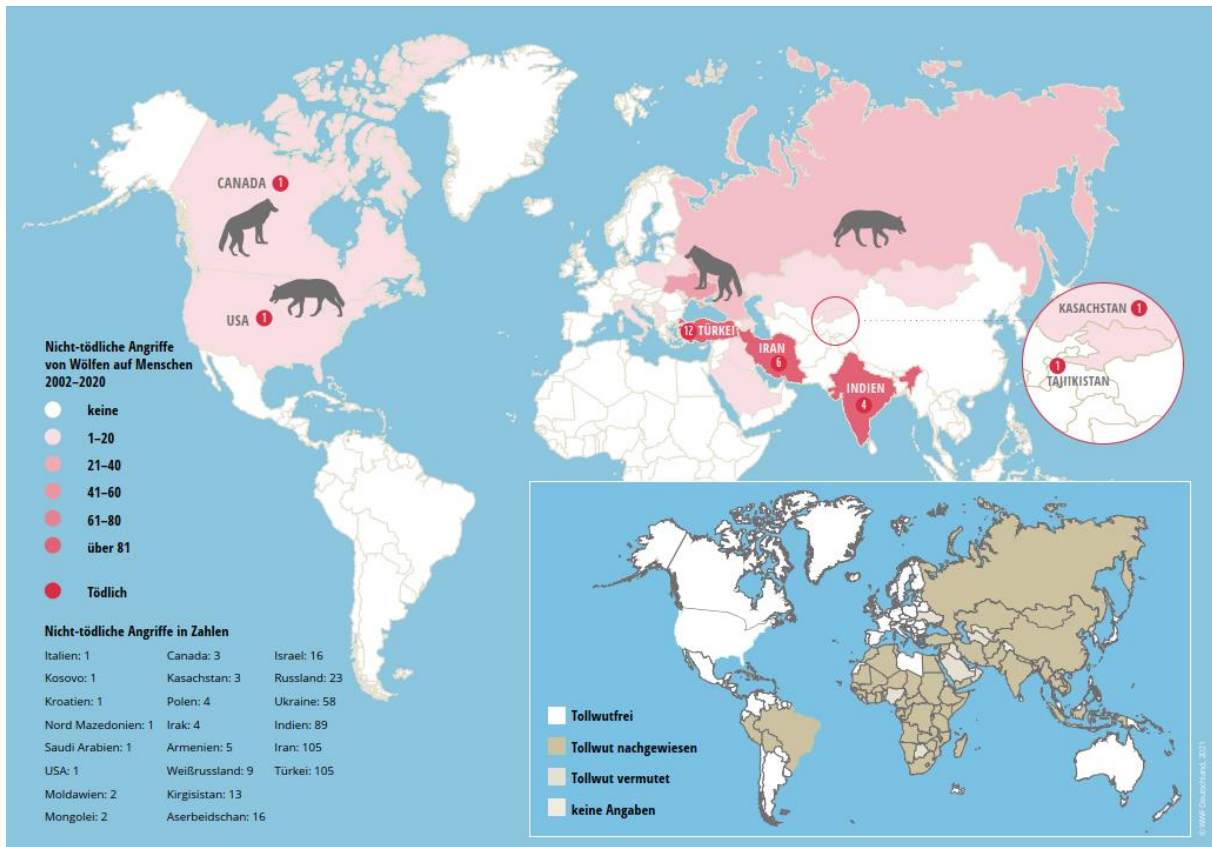 CANADA 1
USA 1
12 TÜRKEI
IRAN
6
INDIEN
4
KASACHSTAN 1
1
TAJIKISTAN
Nicht-tödliche Angriffe
von Wölfen auf Menschen
2002–2020
keine
1–20
21–40
41–60
61–80
über 81
Tödlich
Nicht-tödliche Angriffe in Zahlen
Italien: 1 Canada: 3 Israel: 16
Kosovo: 1 Kasachstan: 3 Russland: 23
Kroatien: 1 Polen: 4 Ukraine: 58
Nord Mazedonien: 1 Irak: 4 Indien: 89
Saudi Arabien: 1 Armenien: 5 Iran: 105
USA: 1 Weißrussland: 9 Türkei: 105
Moldawien: 2 Kirgisistan: 13
Mongolei: 2 Aserbeidschan: 16
Tollwutfrei
Tollwut nachgewiesen
Tollwut vermutet
keine Angaben
© WWF Deutschland, 2021